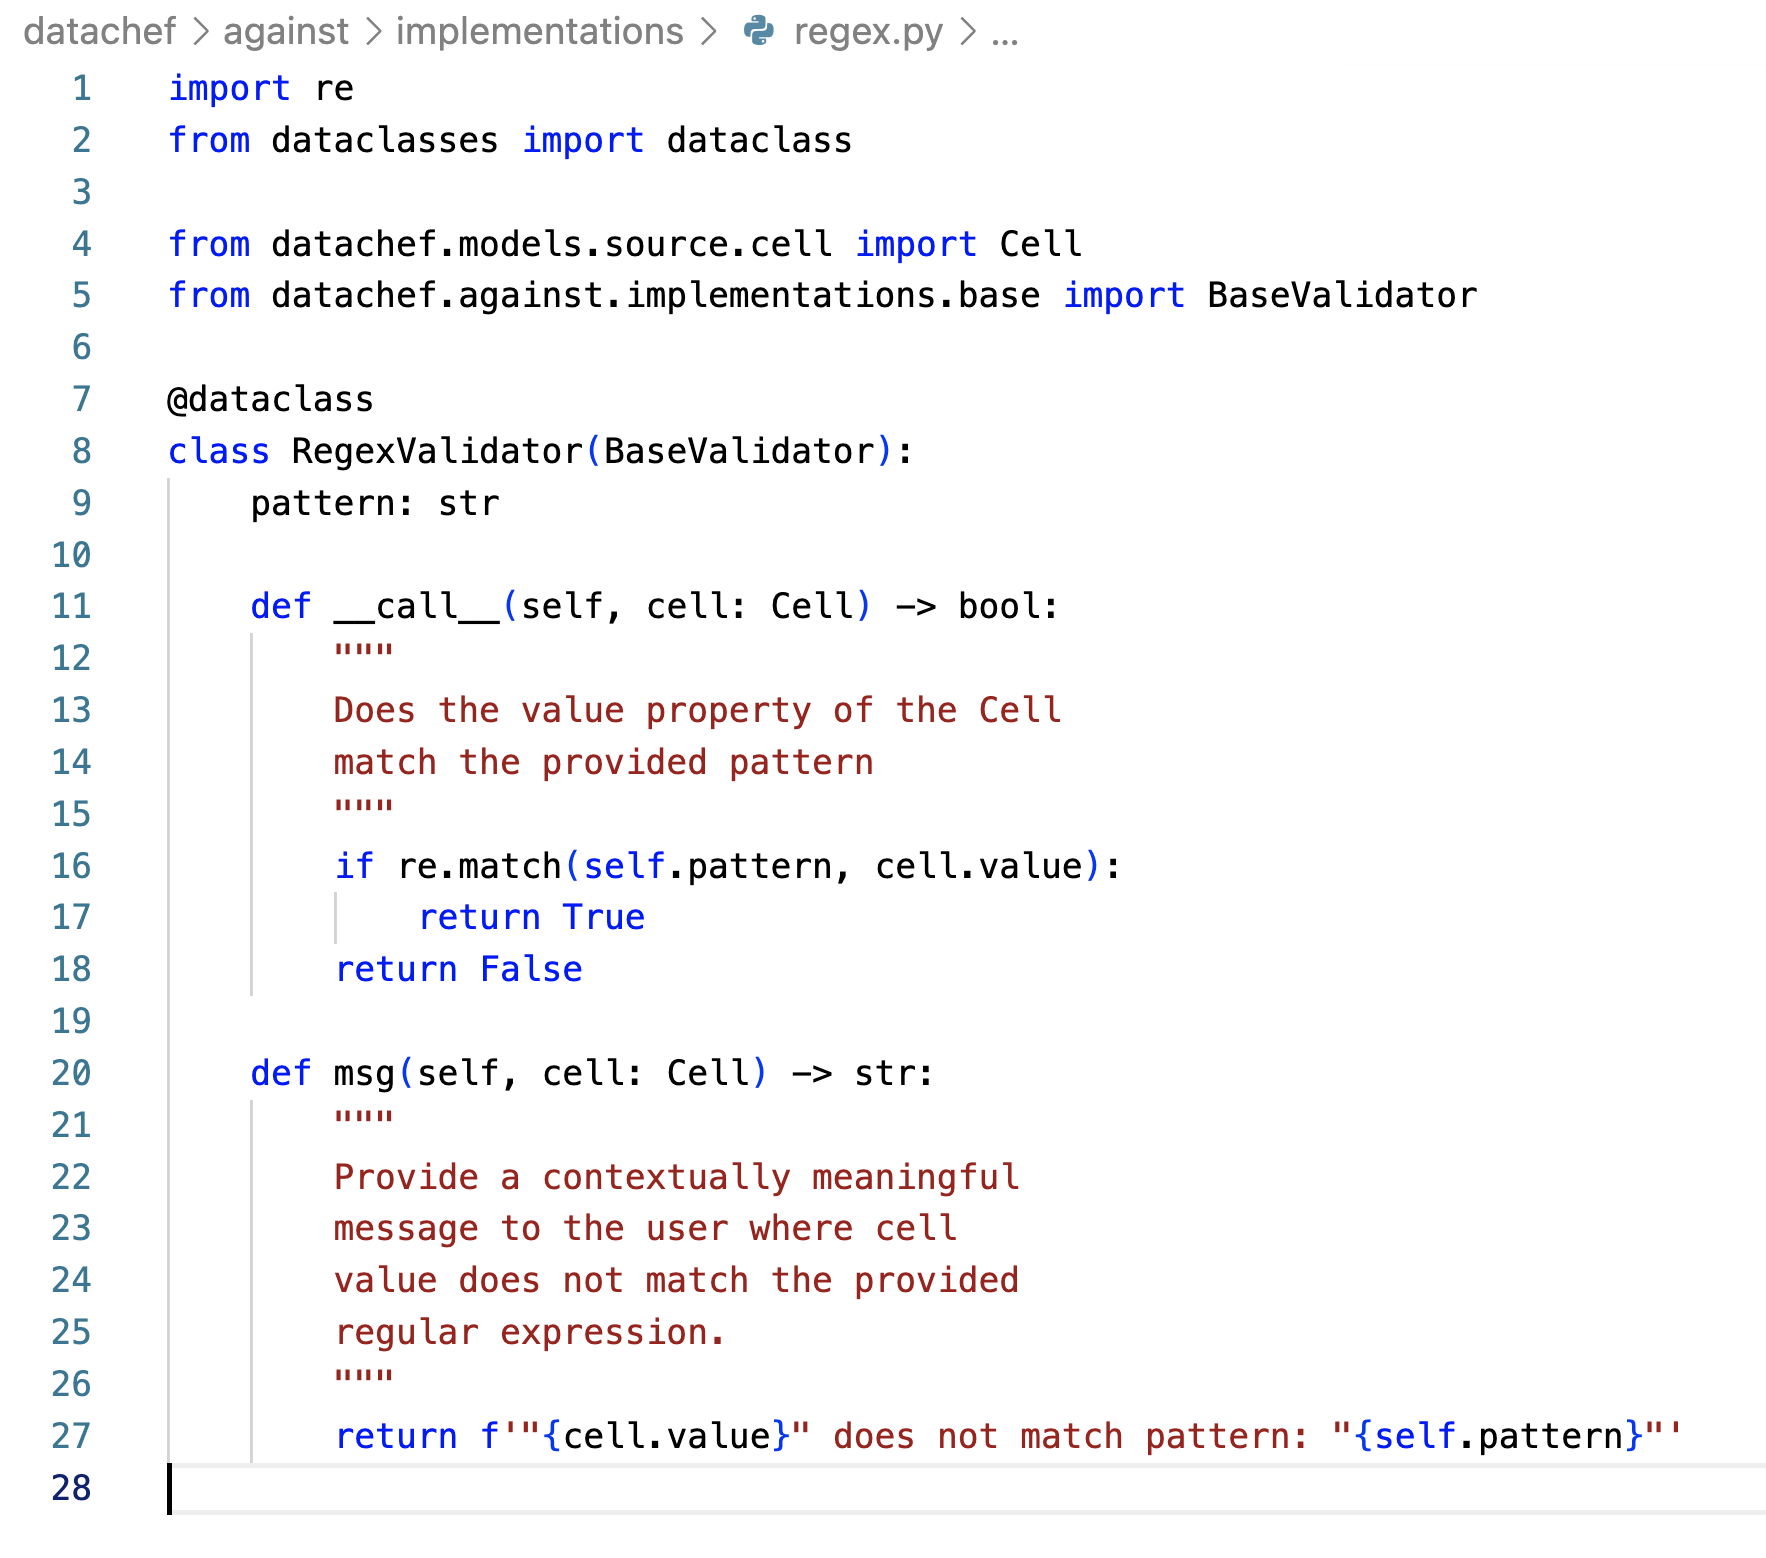 datachef > against > implementations > regex.py > ...
1 import re
2 from dataclasses import dataclass
3
4 from datachef.models.source.cell import Cell
5 from datachef.against.implementations.base import BaseValidator
6
7 @dataclass
8 class RegexValidator(BaseValidator):
9     pattern: str
10
11     def __call__(self, cell: Cell) -> bool:
12         """
13         Does the value property of the Cell
14         match the provided pattern
15         """
16         if re.match(self.pattern, cell.value):
17             return True
18         return False
19
20     def msg(self, cell: Cell) -> str:
21         """
22         Provide a contextually meaningful
23         message to the user where cell
24         value does not match the provided
25         regular expression.
26         """
27         return f'"{cell.value}" does not match pattern: "{self.pattern}"'
28